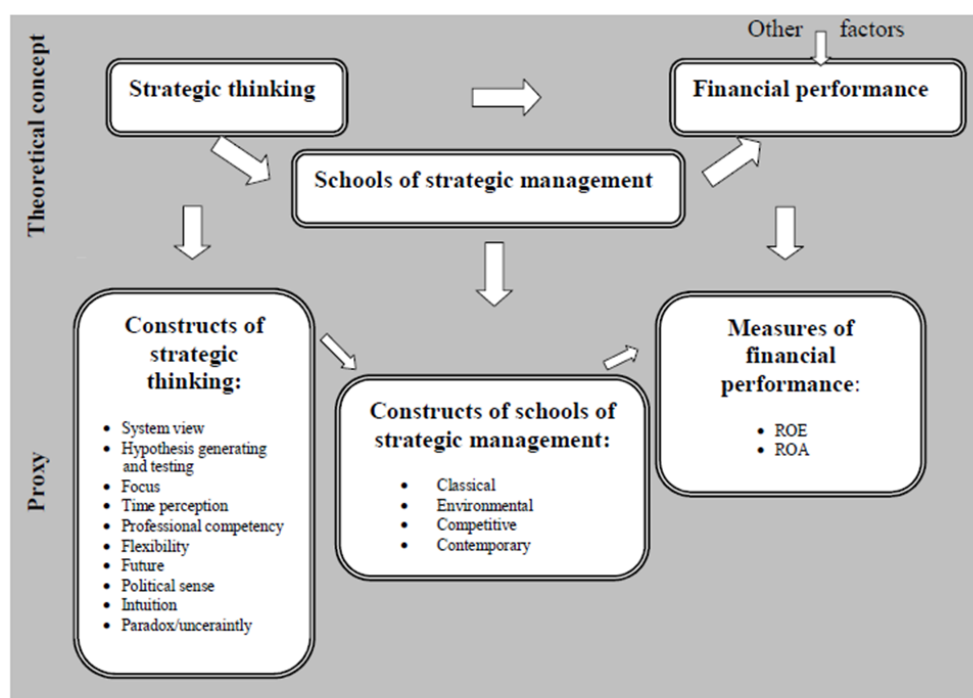 Theoretical concept
Other factors
Strategic thinking
Financial performance
Schools of strategic management
Proxy
Constructs of
strategic
thinking:
• System view
• Hypothesis generating
and testing
• Focus
• Time perception
• Professional competency
• Flexibility
• Future
• Political sense
• Intuition
• Paradox/unceraintly
Constructs of schools of
strategic management:
• Classical
• Environmental
• Competitive
• Contemporary
Measures of
financial
performance:
• ROE
• ROA